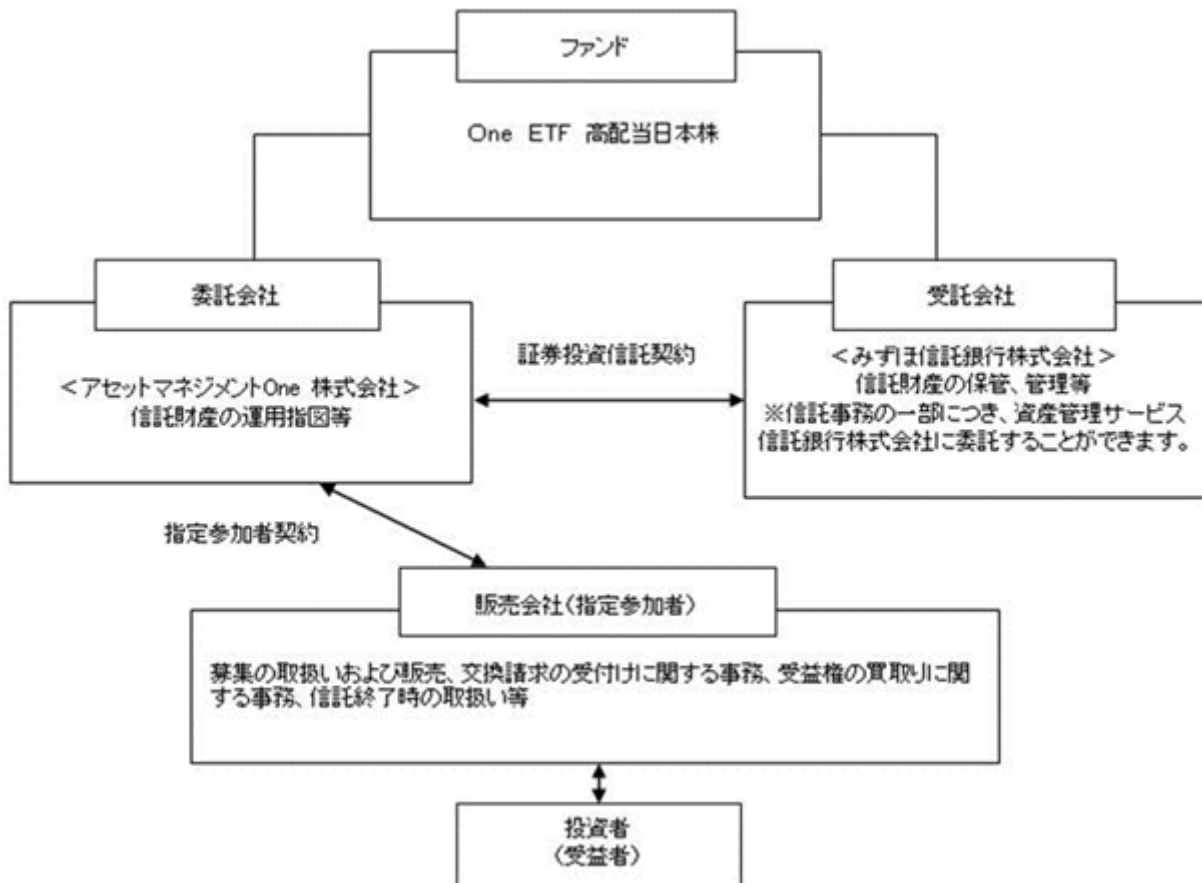 ファンド
One ETF 高配当日本株
委託会社
<アセットマネジメントOne 株式会社>
信託財産の運用指図等
証券投資信託契約
受託会社
<みずほ信託銀行株式会社>
信託財産の保管、管理等
※信託事務の一部につき、資産管理サービス
信託銀行株式会社に委託することができます。
指定参加者契約
販売会社〈指定参加者〉
募集の取扱いおよび販売、交換請求の受付けに関する事務、受益権の買取りに関
する事務、信託終了時の取扱い等
投資者
〈受益者〉